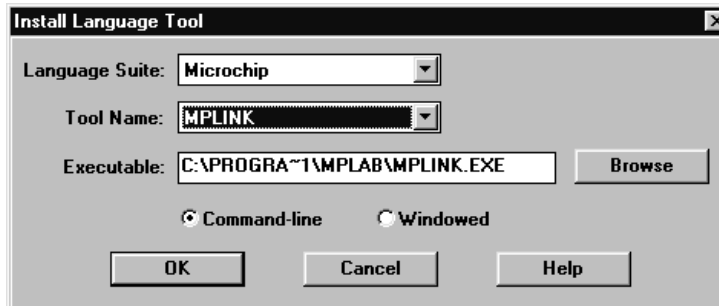 Install Language Tool
Language Suite: Microchip
Tool Name: MPLINK
Executable: C:\PROGRA~1\MPLAB\MPLINK.EXE Browse
Command-line Windowed
OK Cancel Help